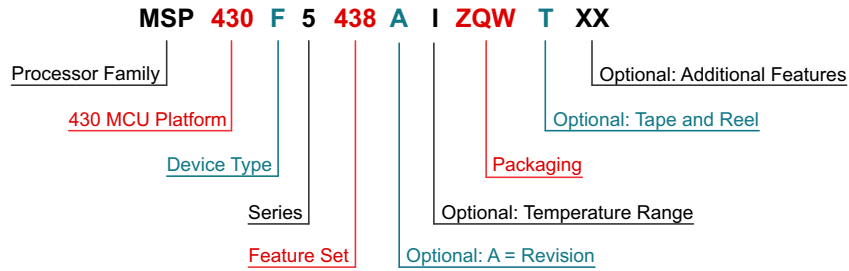 MSP 430 F 5 438 A I ZQW T XX
Processor Family
Optional: Additional Features
430 MCU Platform
Optional: Tape and Reel
Device Type
Packaging
Series
Optional: Temperature Range
Feature Set
Optional: A = Revision